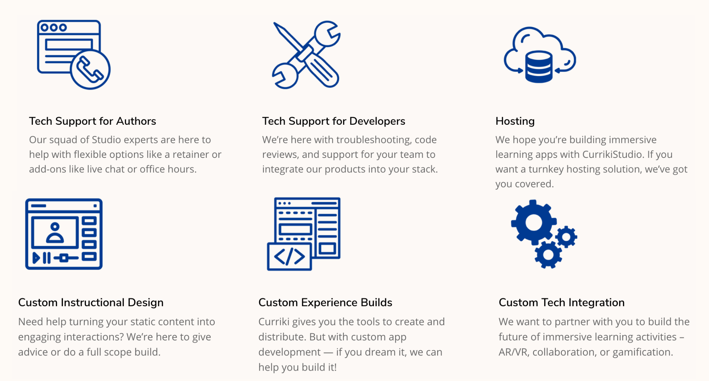 Tech Support for Authors
Our squad of Studio experts are here to
help with flexible options like a retainer or
add-ons like live chat or office hours.
Tech Support for Developers
We're here with troubleshooting, code
reviews, and support for your team to
integrate our products into your stack.
Hosting
We hope you're building immersive
learning apps with CurrikiStudio. If you
want a turnkey hosting solution, we've got
you covered.
Custom Instructional Design
Need help turning your static content into
engaging interactions? We're here to give
advice or do a full scope build.
Custom Experience Builds
Curriki gives you the tools to create and
distribute. But with custom app
development — if you dream it, we can
help you build it!
Custom Tech Integration
We want to partner with you to build the
future of immersive learning activities –
AR/VR, collaboration, or gamification.